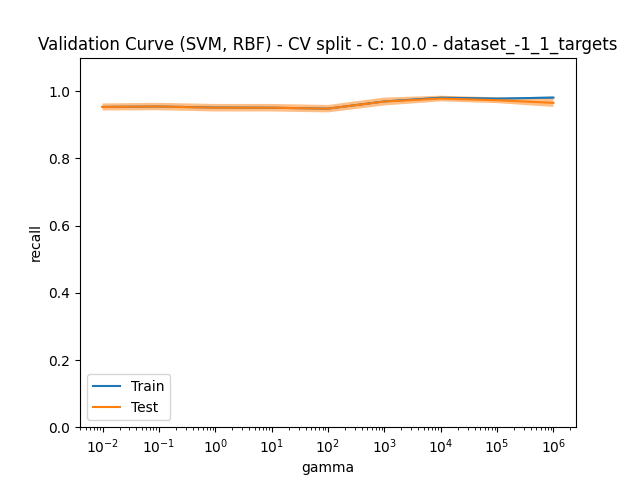 Validation Curve (SVM, RBF) - CV split - C: 10.0 - dataset_-1_1_targets
1.0
0.8
0.6
0.4
0.2
0.0
recall
Train
Test
10⁻² 10⁻¹ 10⁰ 10¹ 10² 10³ 10⁴ 10⁵ 10⁶
gamma